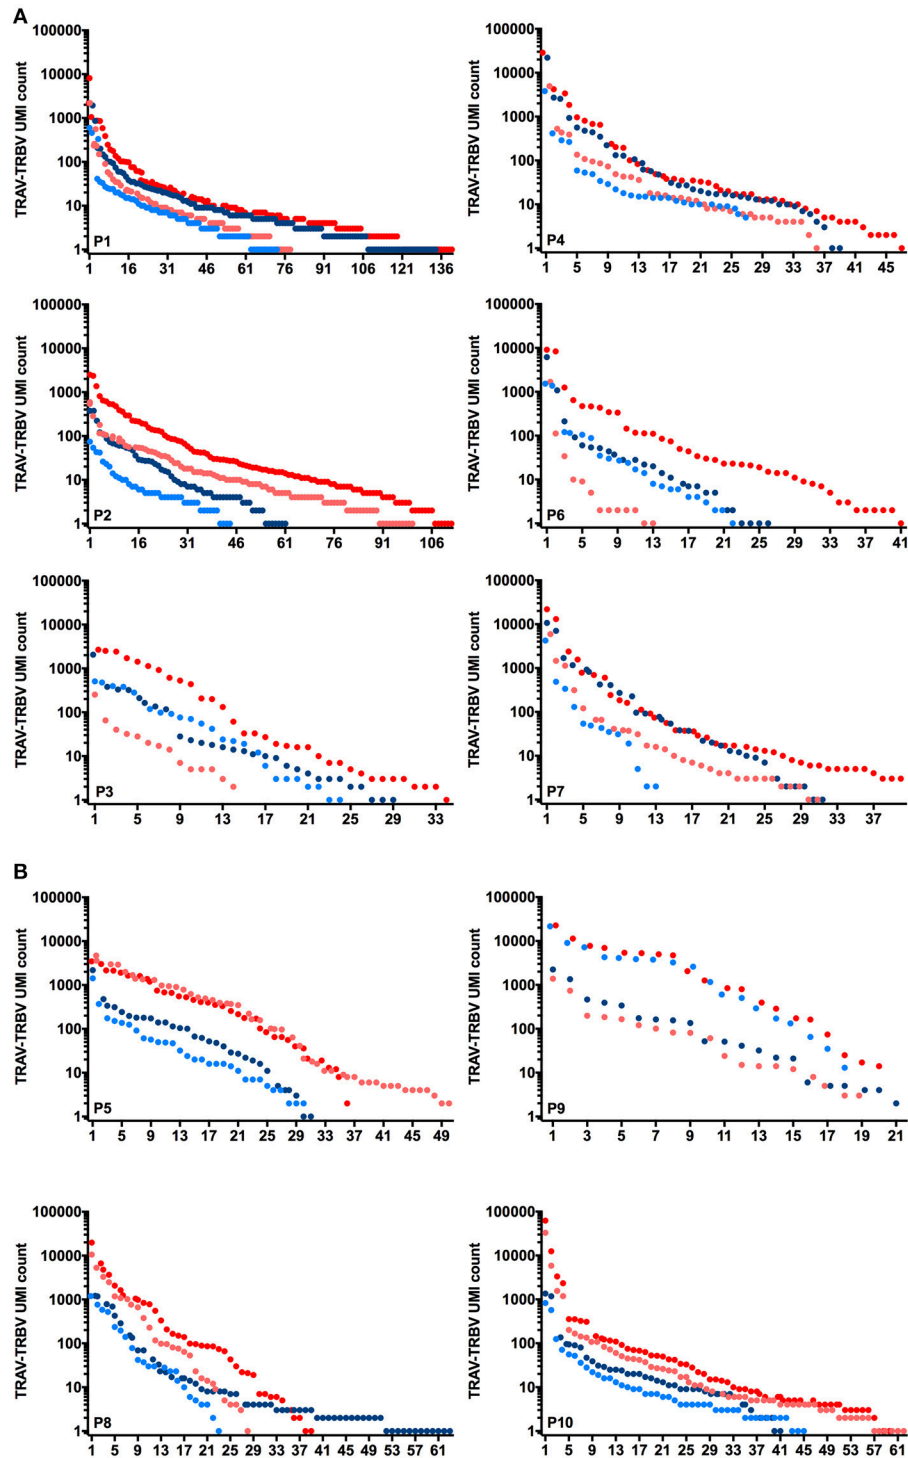 A
TRAV-TRBV UMI count
100000
10000
1000
100
10
1
P1
1 16 31 46 61 76 91 106 121 136
TRAV-TRBV UMI count
100000
10000
1000
100
10
1
P4
1 5 9 13 17 21 25 29 33 37 41 45
TRAV-TRBV UMI count
100000
10000
1000
100
10
1
P2
1 16 31 46 61 76 91 106
TRAV-TRBV UMI count
100000
10000
1000
100
10
1
P6
1 5 9 13 17 21 25 29 33 37 41
TRAV-TRBV UMI count
100000
10000
1000
100
10
1
P3
1 5 9 13 17 21 25 29 33
TRAV-TRBV UMI count
100000
10000
1000
100
10
1
P7
1 5 9 13 17 21 25 29 33 37
B
TRAV-TRBV UMI count
100000
10000
1000
100
10
1
P5
1 5 9 13 17 21 25 29 33 37 41 45 49
TRAV-TRBV UMI count
100000
10000
1000
100
10
1
P9
1 3 5 7 9 11 13 15 17 19 21
TRAV-TRBV UMI count
100000
10000
1000
100
10
1
P8
1 5 9 13 17 21 25 29 33 37 41 45 49 53 57 61
TRAV-TRBV UMI count
100000
10000
1000
100
10
1
P10
1 5 9 13 17 21 25 29 33 37 41 45 49 53 57 61